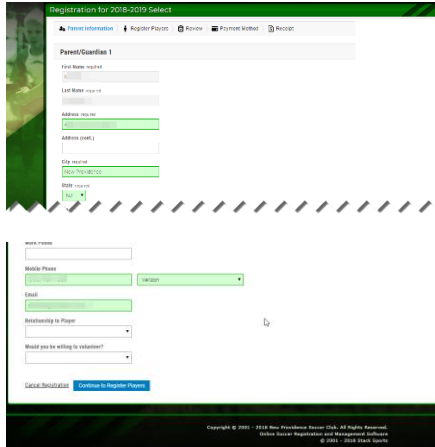 Registration for 2018-2019 Select
Parent Information Register Players Review Payment Method Receipt
Parent/Guardian 1
First Name required
Last Name required
Address required
Address (cont.)
City required
New Providence
State required
NJ
Work Phone
Mobile Phone
Verizon
Email
Relationship to Player
Would you be willing to volunteer?
Cancel Registration Continue to Register Players
Copyright © 2001 - 2018 New Providence Soccer Club. All Rights Reserved.
Online Soccer Registration and Management Software
© 2001 - 2018 Stack Sports